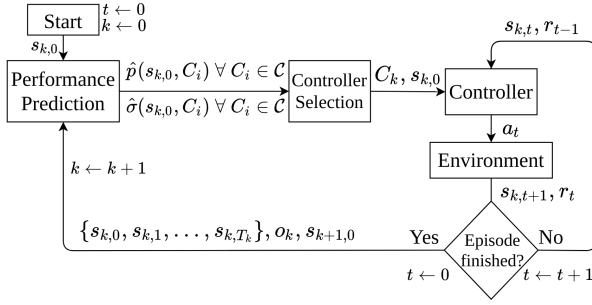 Start
t ← 0
k ← 0
s_{k,0}
Performance
Prediction
p̂(s_{k,0}, C_i) ∀ C_i ∈ 𝒞
σ̂(s_{k,0}, C_i) ∀ C_i ∈ 𝒞
Controller
Selection
C_k, s_{k,0}
s_{k,t}, r_{t−1}
Controller
a_t
Environment
s_{k,t+1}, r_t
k ← k + 1
{s_{k,0}, s_{k,1}, . . . , s_{k,T_k}}, o_k, s_{k+1,0}
Yes
Episode
finished?
No
t ← 0
t ← t + 1